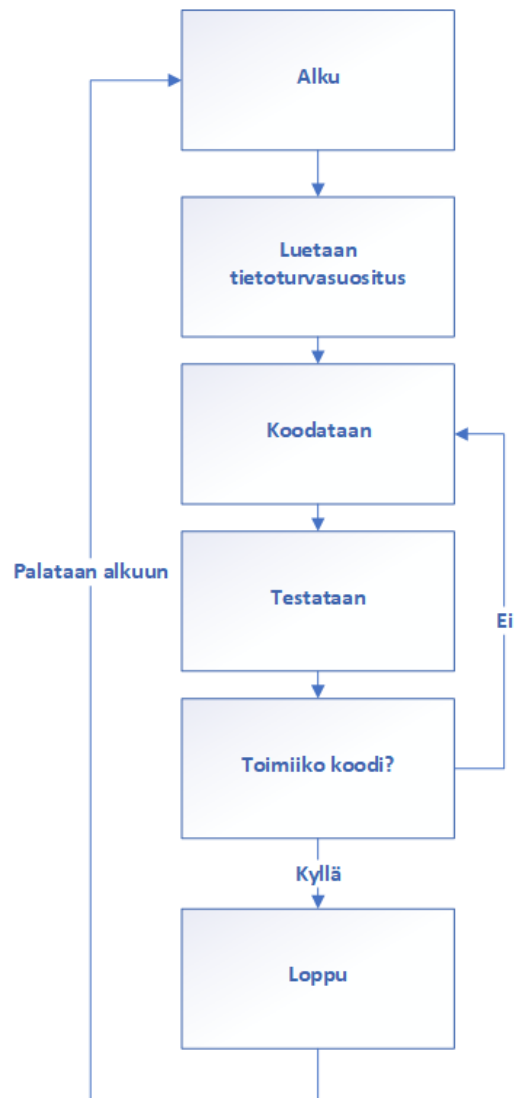 Alku
Luetaan
tietoturvasuositus
Koodataan
Palataan alkuun
Testataan
Ei
Toimiiko koodi?
Kyllä
Loppu